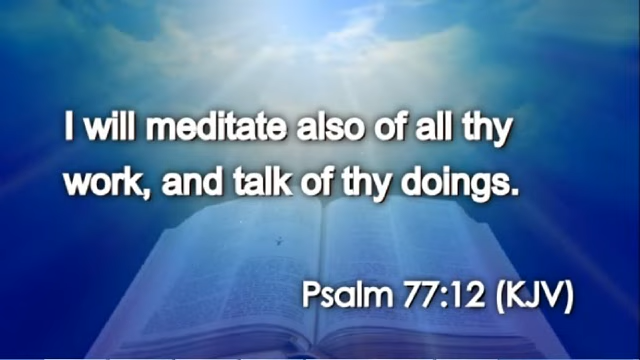 I will meditate also of all thy
work, and talk of thy doings.
Psalm 77:12 (KJV)